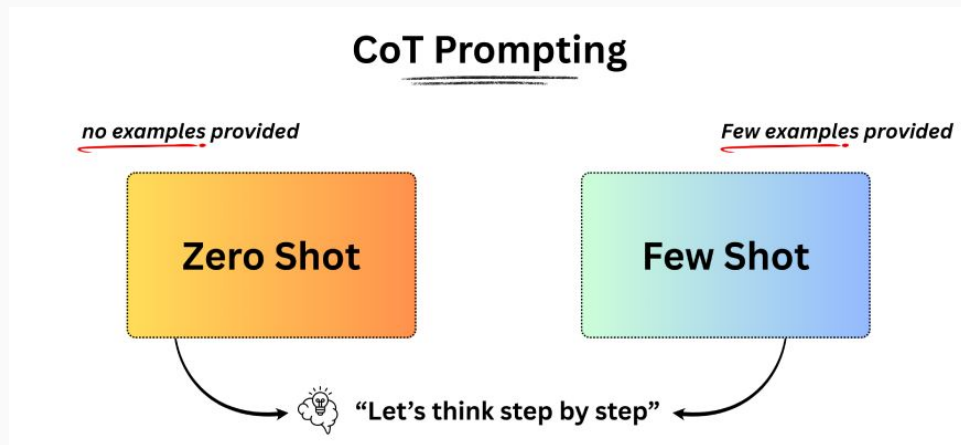 CoT Prompting
no examples provided
Few examples provided
Zero Shot
Few Shot
“Let’s think step by step”